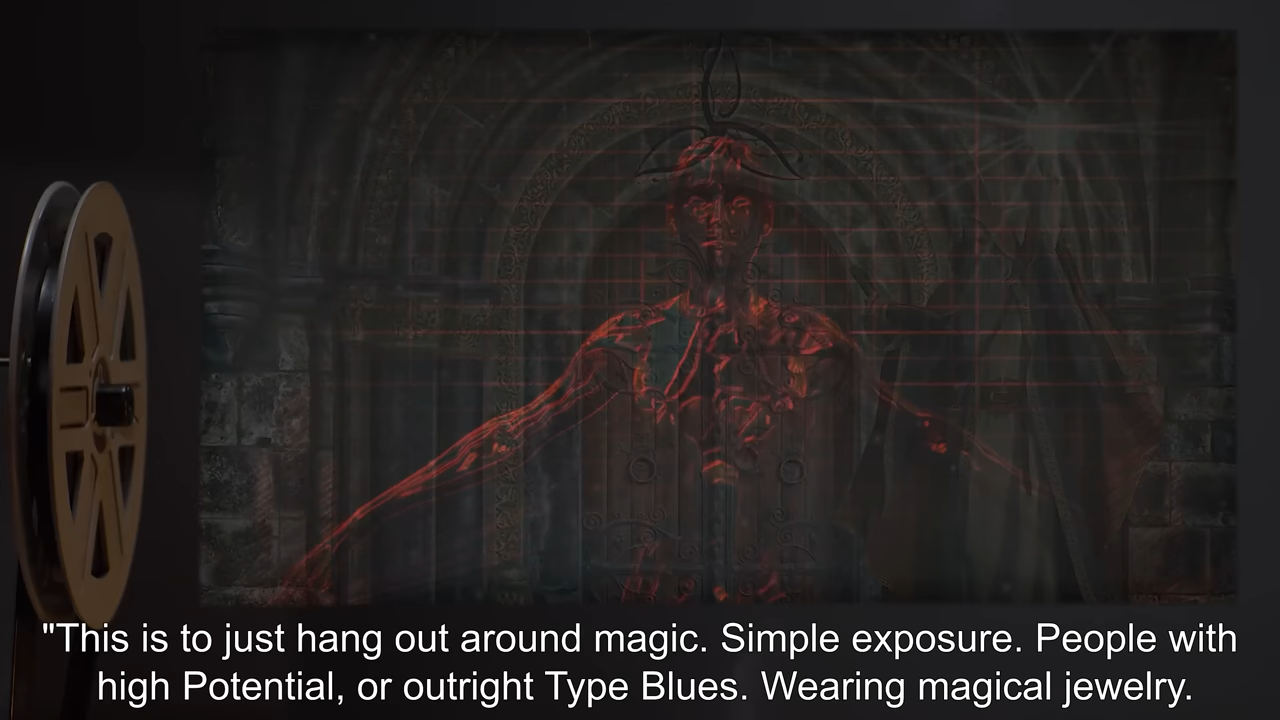 "This is to just hang out around magic. Simple exposure. People with
high Potential, or outright Type Blues. Wearing magical jewelry.